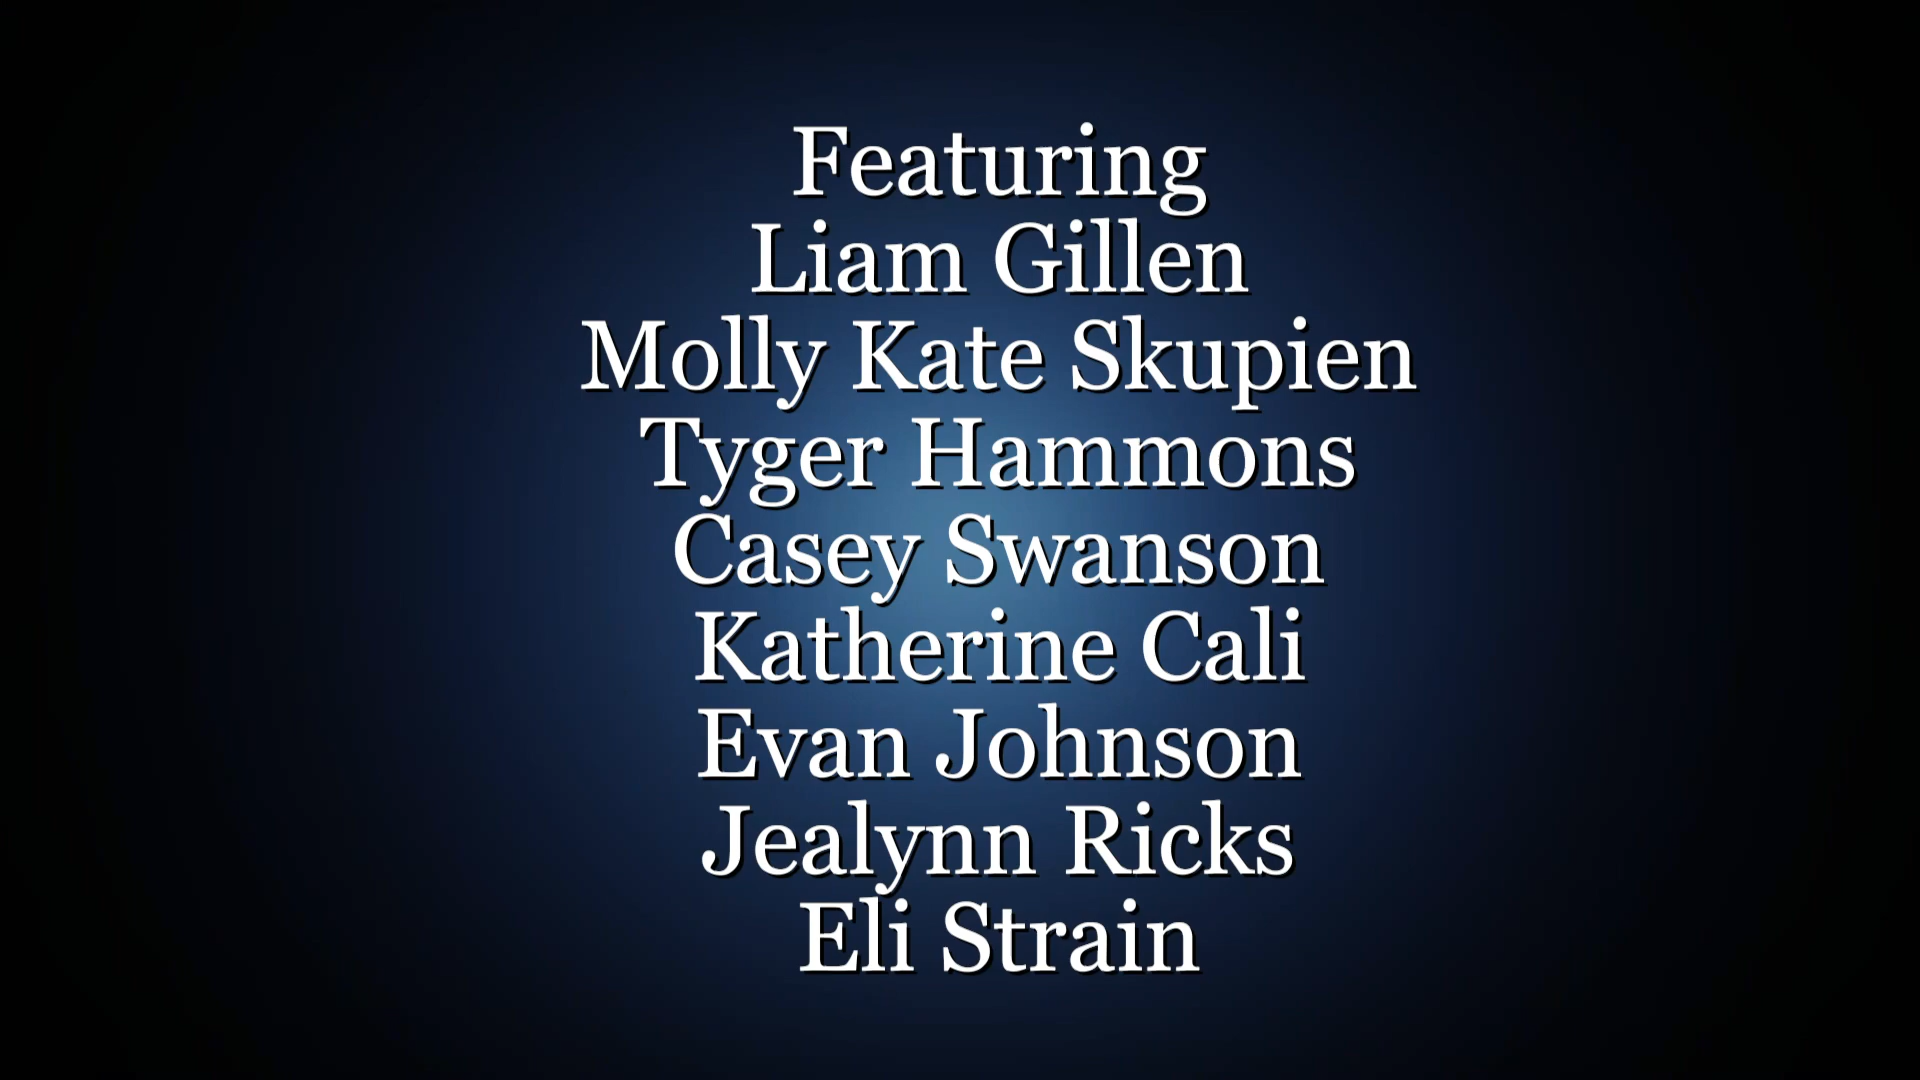 Featuring
Liam Gillen
Molly Kate Skupien
Tyger Hammons
Casey Swanson
Katherine Cali
Evan Johnson
Jealynn Ricks
Eli Strain